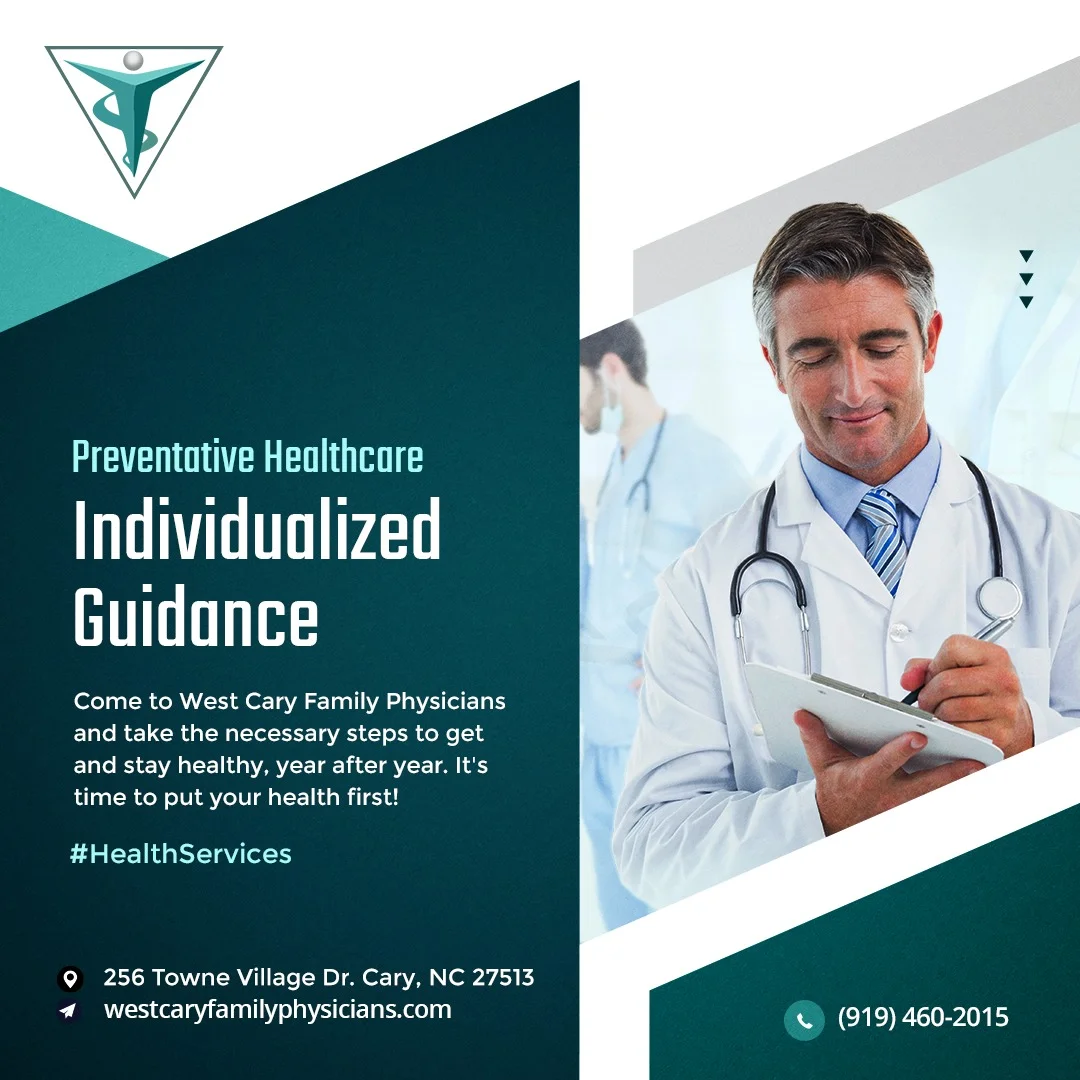 Preventative Healthcare
Individualized
Guidance
Come to West Cary Family Physicians
and take the necessary steps to get
and stay healthy, year after year. It's
time to put your health first!
#HealthServices
256 Towne Village Dr. Cary, NC 27513
westcaryfamilyphysicians.com
(919) 460-2015